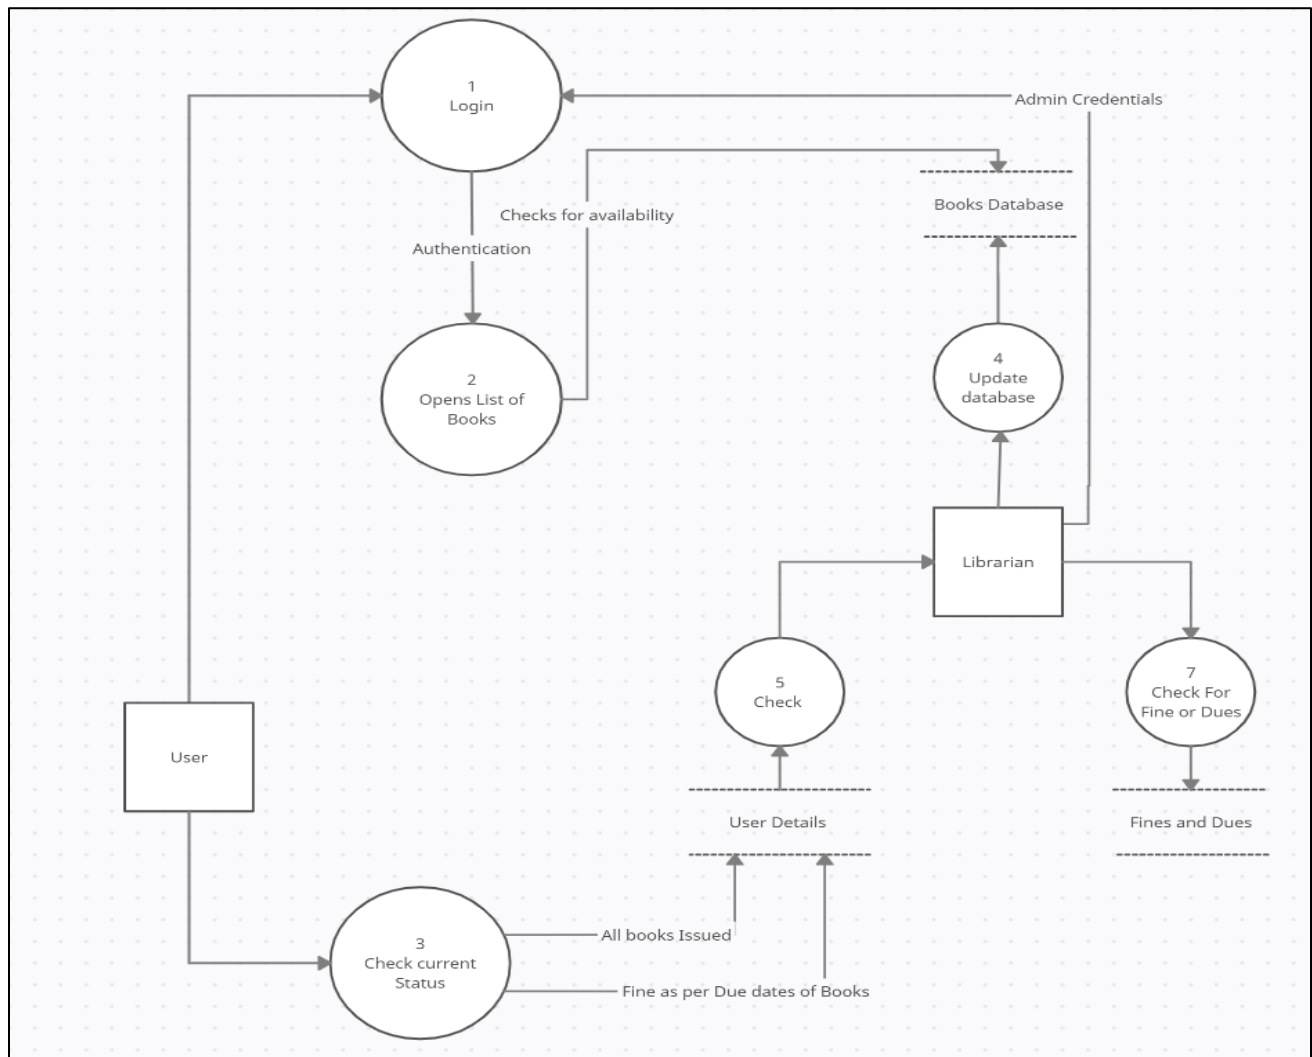 1
Login
Admin Credentials
Books Database
Checks for availability
Authentication
4
Update
database
2
Opens List of
Books
Librarian
5
Check
7
Check For
Fine or Dues
User
User Details
Fines and Dues
3
Check current
Status
All books Issued
Fine as per Due dates of Books